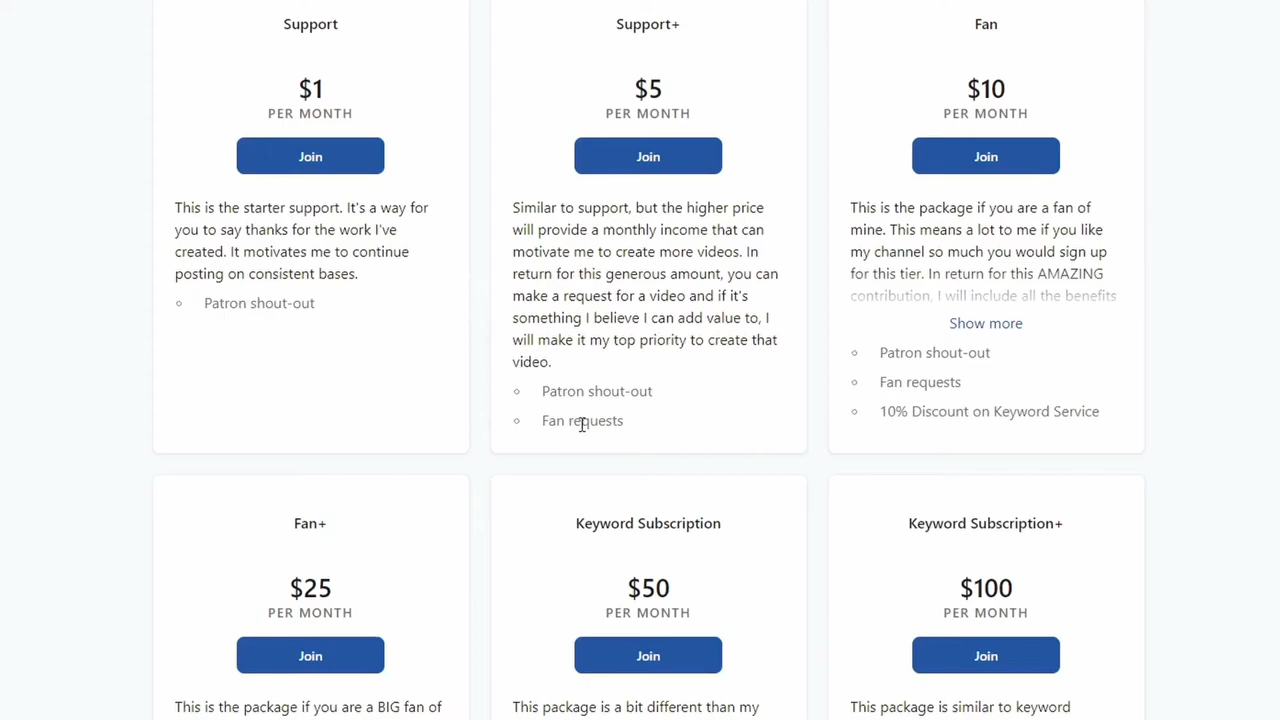 Support
$1
PER MONTH
Join
This is the starter support. It's a way for
you to say thanks for the work I've
created. It motivates me to continue
posting on consistent bases.
Patron shout-out
Support+
$5
PER MONTH
Join
Similar to support, but the higher price
will provide a monthly income that can
motivate me to create more videos. In
return for this generous amount, you can
make a request for a video and if it's
something I believe I can add value to, I
will make it my top priority to create that
video.
Patron shout-out
Fan requests
Fan
$10
PER MONTH
Join
This is the package if you are a fan of
mine. This means a lot to me if you like
my channel so much you would sign up
for this tier. In return for this AMAZING
contribution, I will include all the benefits
Show more
Patron shout-out
Fan requests
10% Discount on Keyword Service
Fan+
$25
PER MONTH
Join
This is the package if you are a BIG fan of
Keyword Subscription
$50
PER MONTH
Join
This package is a bit different than my
Keyword Subscription+
$100
PER MONTH
Join
This package is similar to keyword